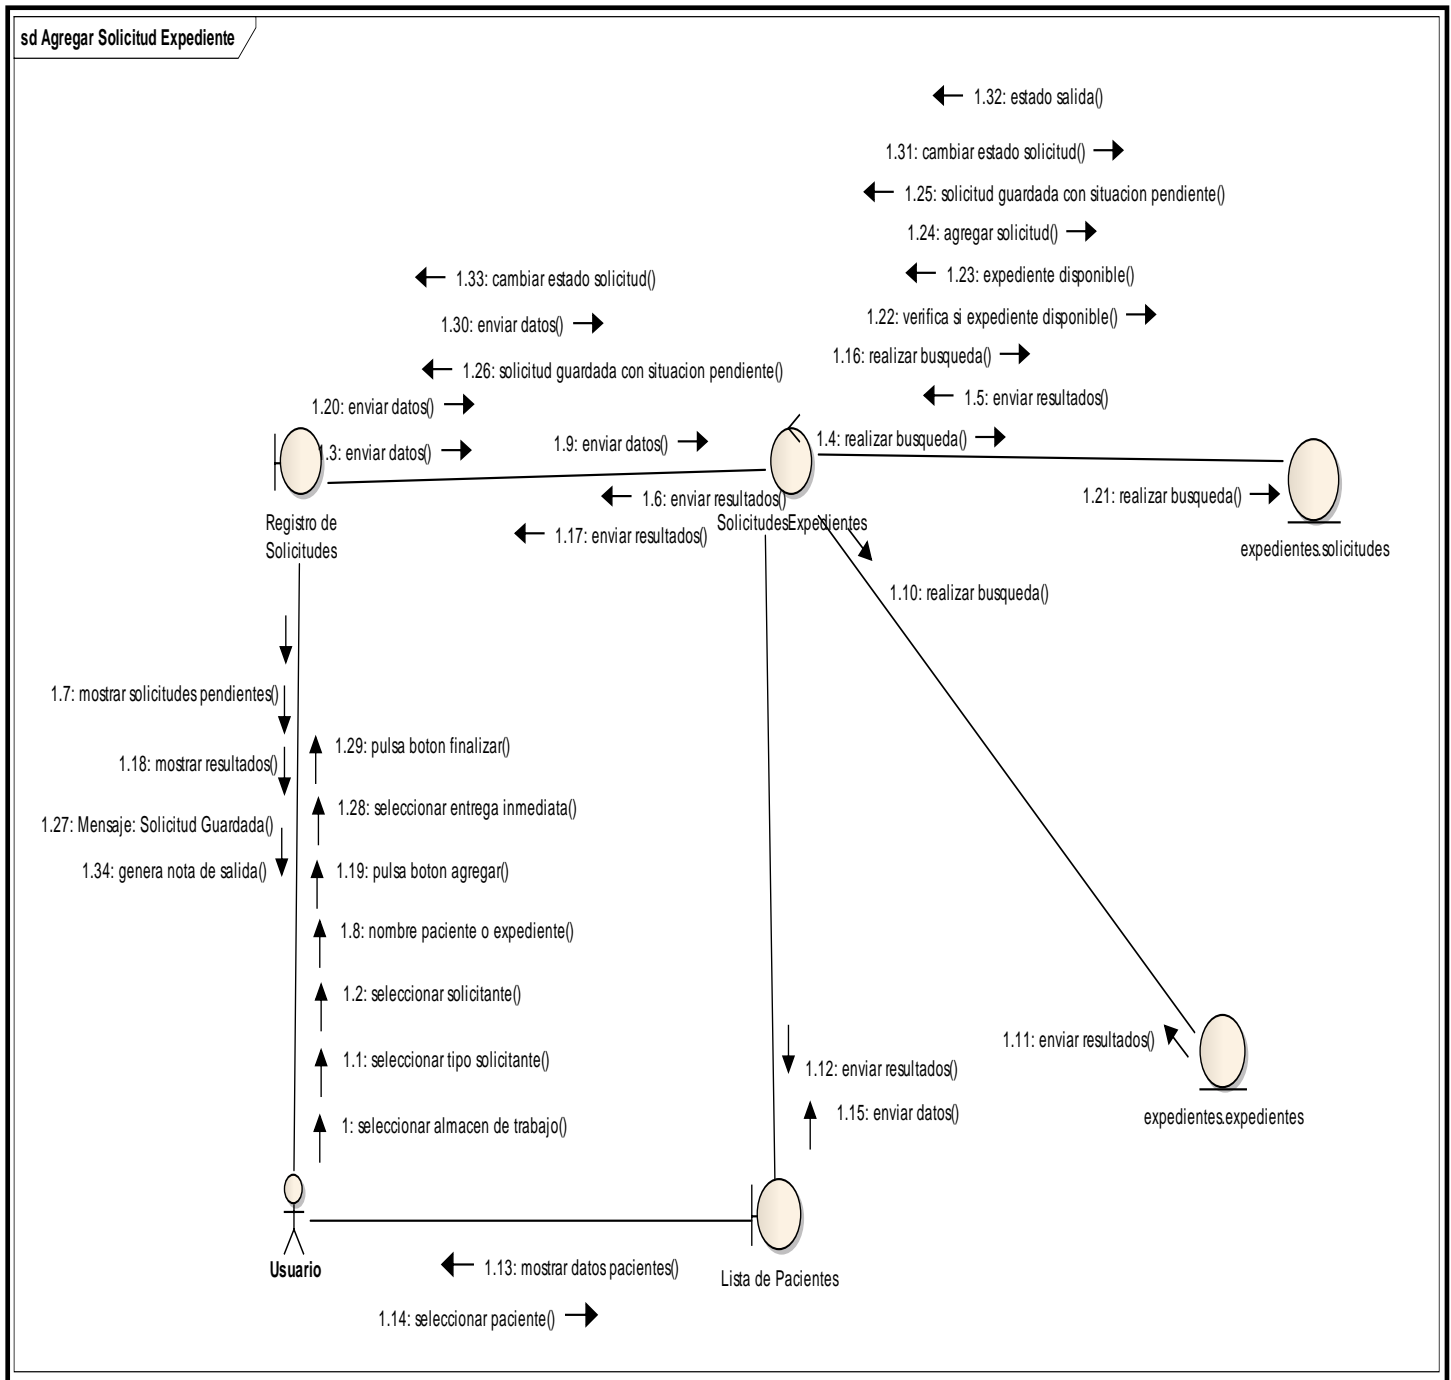 sd Agregar Solicitud Expediente
1.32: estado salida()
1.31: cambiar estado solicitud()
1.25: solicitud guardada con situacion pendiente()
1.24: agregar solicitud()
1.33: cambiar estado solicitud()
1.23: expediente disponible()
1.30: enviar datos()
1.22: verifica si expediente disponible()
1.16: realizar busqueda()
1.26: solicitud guardada con situacion pendiente()
1.5: enviar resultados()
1.20: enviar datos()
1.3: enviar datos()
1.9: enviar datos()
1.4: realizar busqueda()
1.6: enviar resultados()
1.21: realizar busqueda()
Registro de
Solicitudes
SolicitudesExpedientes
1.17: enviar resultados()
expedientes.solicitudes
1.10: realizar busqueda()
1.7: mostrar solicitudes pendientes()
1.29: pulsa boton finalizar()
1.18: mostrar resultados()
1.28: seleccionar entrega inmediata()
1.27: Mensaje: Solicitud Guardada()
1.34: genera nota de salida()
1.19: pulsa boton agregar()
1.8: nombre paciente o expediente()
1.2: seleccionar solicitante()
1.1: seleccionar tipo solicitante()
1.11: enviar resultados()
1.12: enviar resultados()
1.15: enviar datos()
expedientes.expedientes
1: seleccionar almacen de trabajo()
Usuario
1.13: mostrar datos pacientes()
Lista de Pacientes
1.14: seleccionar paciente()